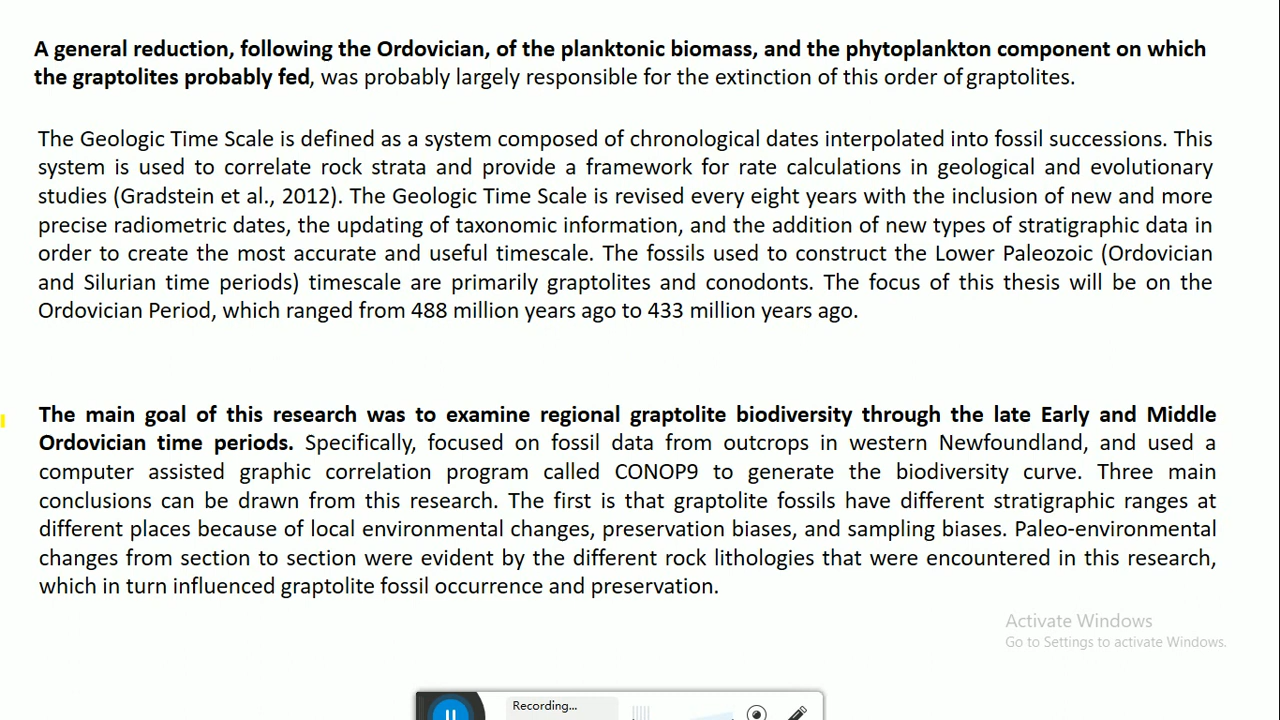 A general reduction, following the Ordovician, of the planktonic biomass, and the phytoplankton component on which
the graptolites probably fed, was probably largely responsible for the extinction of this order of graptolites.
The Geologic Time Scale is defined as a system composed of chronological dates interpolated into fossil successions. This
system is used to correlate rock strata and provide a framework for rate calculations in geological and evolutionary
studies (Gradstein et al., 2012). The Geologic Time Scale is revised every eight years with the inclusion of new and more
precise radiometric dates, the updating of taxonomic information, and the addition of new types of stratigraphic data in
order to create the most accurate and useful timescale. The fossils used to construct the Lower Paleozoic (Ordovician
and Silurian time periods) timescale are primarily graptolites and conodonts. The focus of this thesis will be on the
Ordovician Period, which ranged from 488 million years ago to 433 million years ago.
The main goal of this research was to examine regional graptolite biodiversity through the late Early and Middle
Ordovician time periods. Specifically, focused on fossil data from outcrops in western Newfoundland, and used a
computer assisted graphic correlation program called CONOP9 to generate the biodiversity curve. Three main
conclusions can be drawn from this research. The first is that graptolite fossils have different stratigraphic ranges at
different places because of local environmental changes, preservation biases, and sampling biases. Paleo-environmental
changes from section to section were evident by the different rock lithologies that were encountered in this research,
which in turn influenced graptolite fossil occurrence and preservation.
Activate Windows
Go to Settings to activate Windows.
Recording...